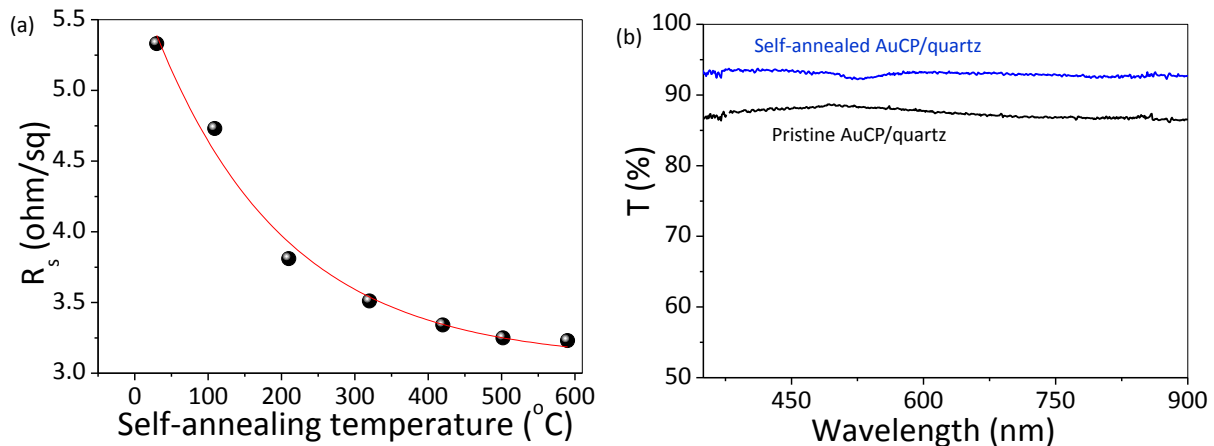 (a)
5.5
5.0
4.5
4.0
3.5
3.0
R s (ohm/sq)
0 100 200 300 400 500 600
Self-annealing temperature (°C)
(b)
100
90
80
70
60
50
T (%)
Self-annealed AuCP/quartz
Pristine AuCP/quartz
450 600 750 900
Wavelength (nm)